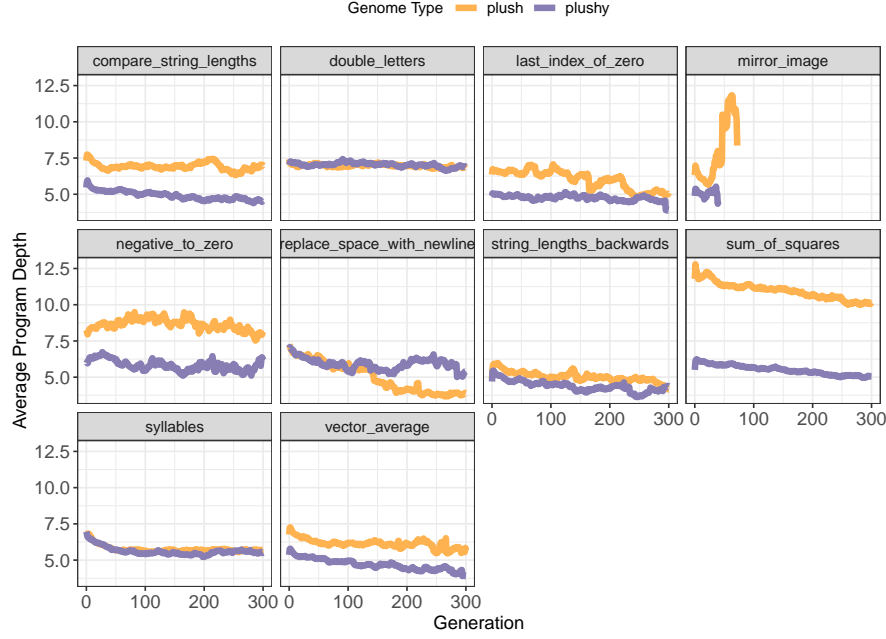 Genome Type plush plushy
compare_string_lengths double_letters last_index_of_zero mirror_image
12.5
10.0
7.5
5.0
negative_to_zero replace_space_with_newline string_lengths_backwards sum_of_squares
12.5
10.0
7.5
5.0
0 100 200 300 0 100 200 300
syllables vector_average
12.5
10.0
7.5
5.0
0 100 200 300 0 100 200 300
Average Program Depth
Generation